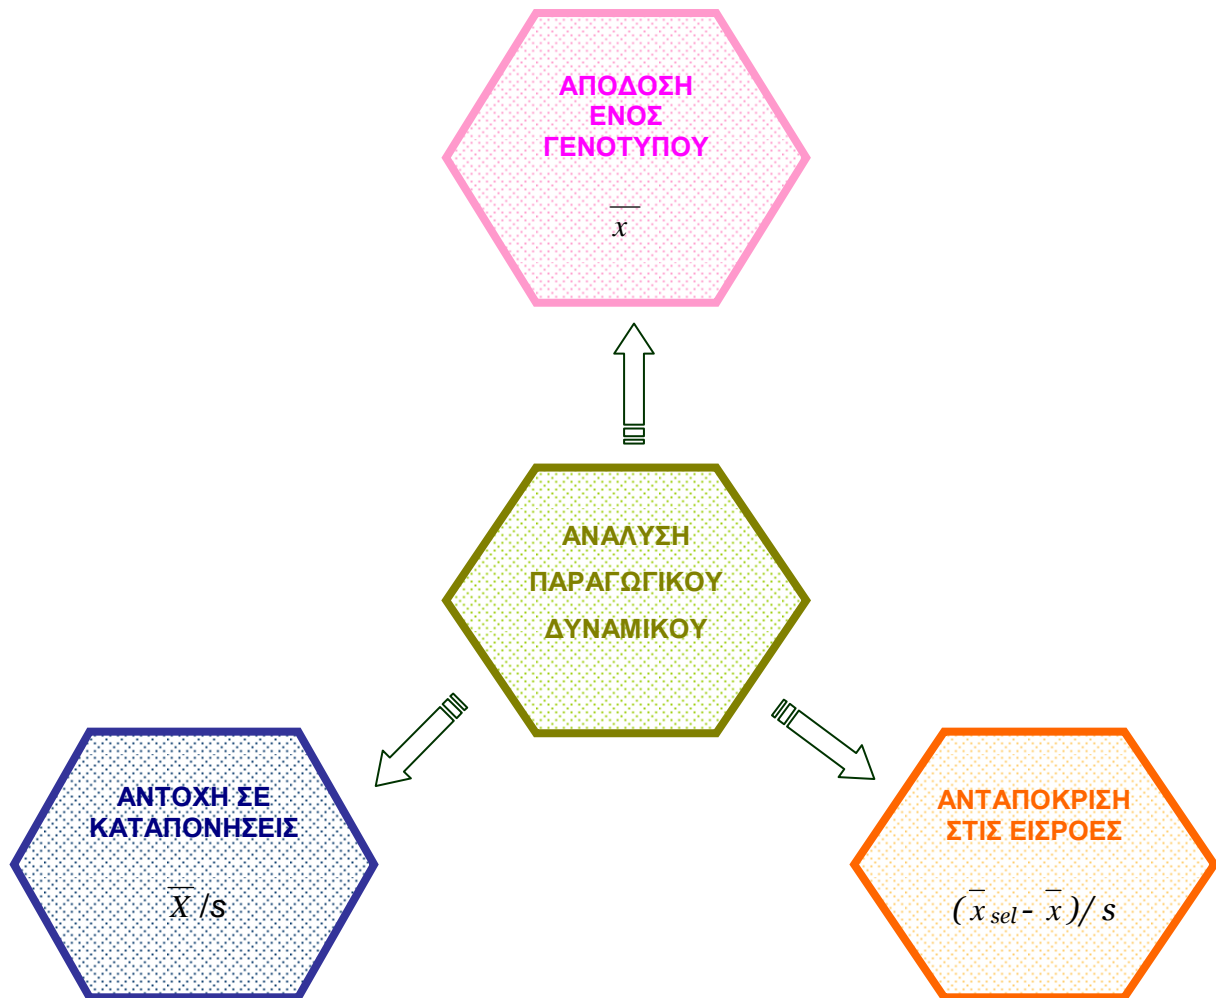 ΑΠΟΔΟΣΗ
ΕΝΟΣ
ΓΕΝΟΤΥΠΟΥ
x̅
ΑΝΑΛΥΣΗ
ΠΑΡΑΓΩΓΙΚΟΥ
ΔΥΝΑΜΙΚΟΥ
ΑΝΤΟΧΗ ΣΕ
ΚΑΤΑΠΟΝΗΣΕΙΣ
X̅ /s
ΑΝΤΑΠΟΚΡΙΣΗ
ΣΤΙΣ ΕΙΣΡΟΕΣ
(x̅ sel - x̅ )/ s